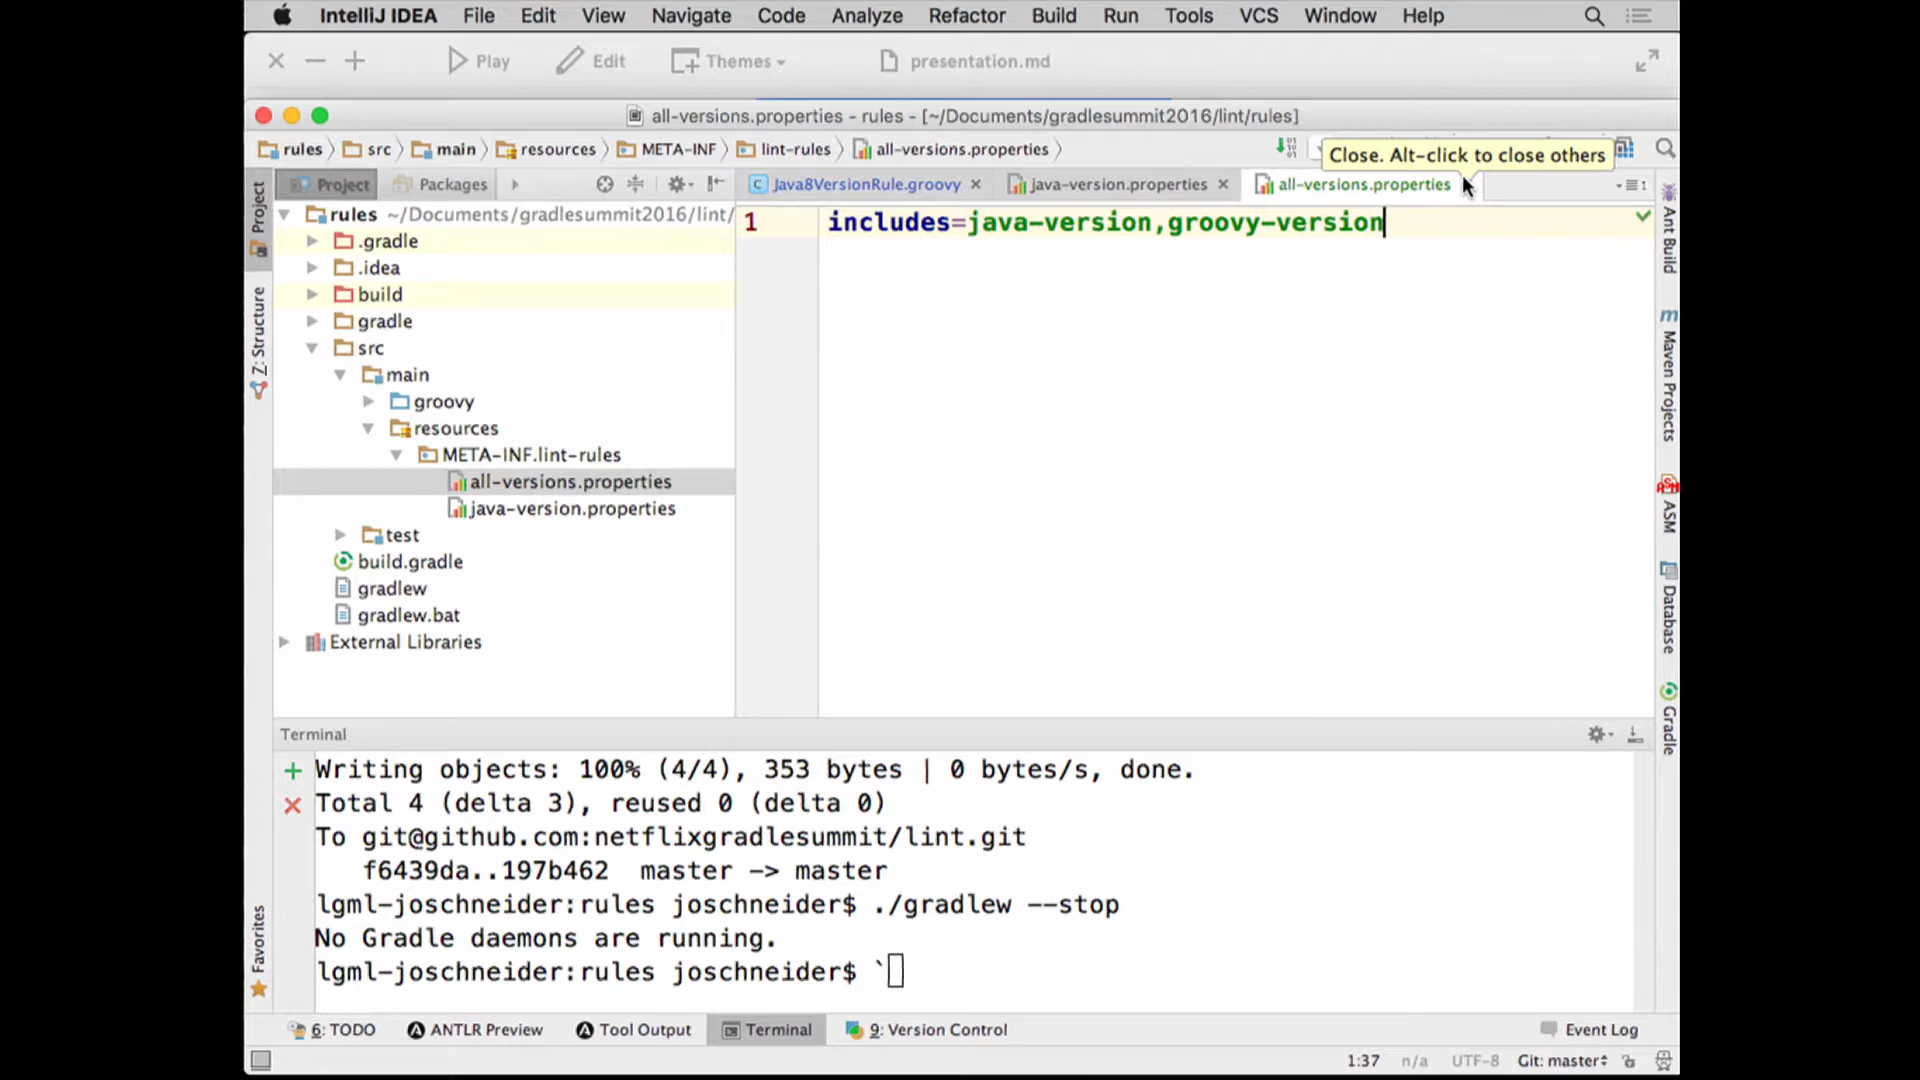 IntelliJ IDEA File Edit View Navigate Code Analyze Refactor Build Run Tools VCS Window Help
Play Edit Themes presentation.md
all-versions.properties - rules - [~/Documents/gradlesummit2016/lint/rules]
rules src main resources META-INF lint-rules all-versions.properties
Close. Alt-click to close others
Project Packages Java8VersionRule.groovy java-version.properties all-versions.properties
1
Project
Z: Structure
Favorites
rules ~/Documents/gradlesummit2016/lint/
.gradle
.idea
build
gradle
src
main
groovy
resources
META-INF.lint-rules
all-versions.properties
java-version.properties
test
build.gradle
gradlew
gradlew.bat
External Libraries
1 includes=java-version,groovy-version
Ant Build
Maven Projects
ASM
Database
Gradle
Terminal
Writing objects: 100% (4/4), 353 bytes | 0 bytes/s, done.
Total 4 (delta 3), reused 0 (delta 0)
To git@github.com:netflixgradlesummit/lint.git
f6439da..197b462 master -> master
lgml-joschneider:rules joschneider$ ./gradlew --stop
No Gradle daemons are running.
lgml-joschneider:rules joschneider$ `
6: TODO ANTLR Preview Tool Output Terminal 9: Version Control Event Log
1:37 n/a UTF-8 Git: master